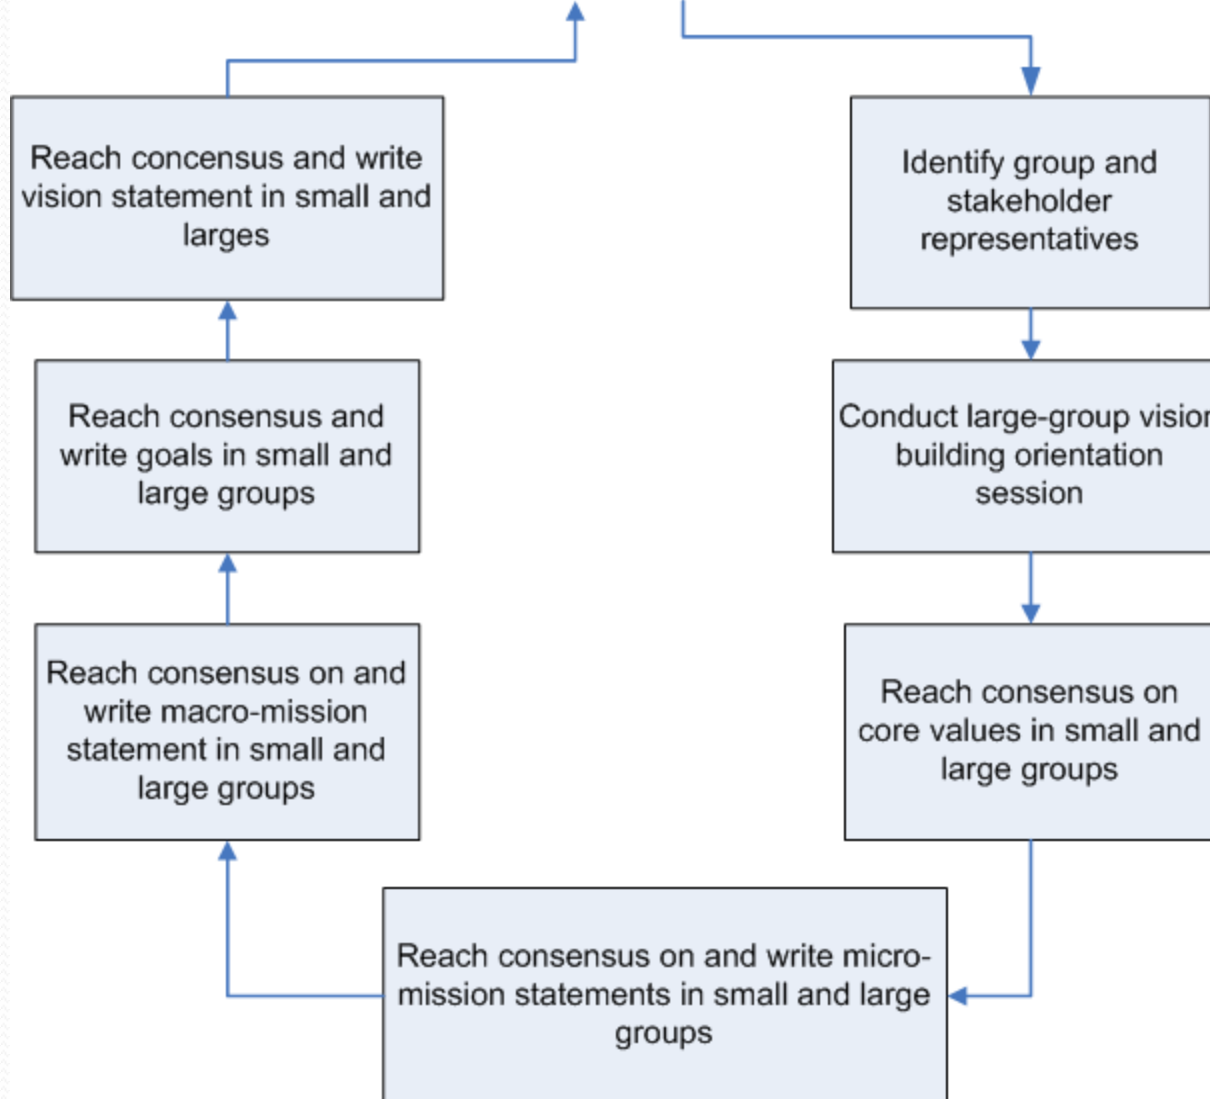 Reach concensus and write
vision statement in small and
larges
Identify group and
stakeholder
representatives
Reach consensus and
write goals in small and
large groups
Conduct large-group vision
building orientation
session
Reach consensus on and
write macro-mission
statement in small and
large groups
Reach consensus on
core values in small and
large groups
Reach consensus on and write micro-
mission statements in small and large
groups